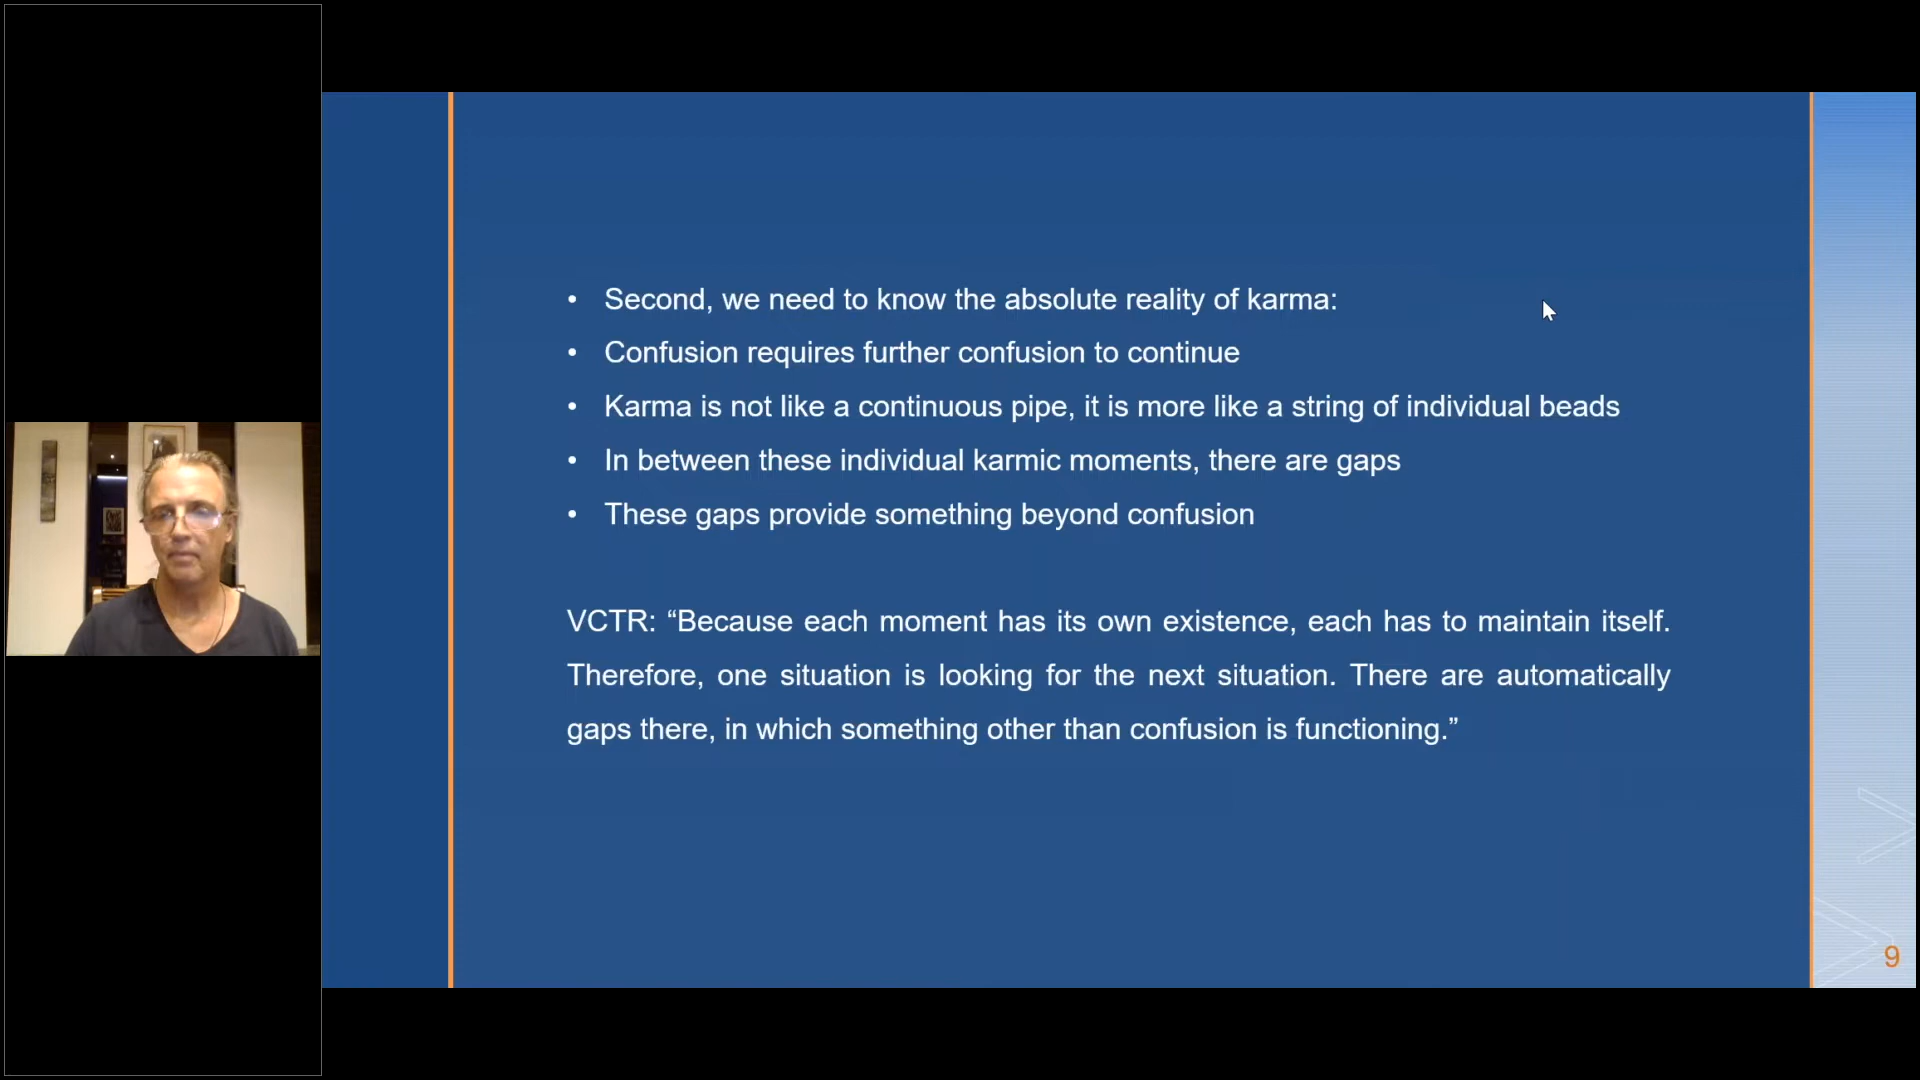 • Second, we need to know the absolute reality of karma:
• Confusion requires further confusion to continue
• Karma is not like a continuous pipe, it is more like a string of individual beads
• In between these individual karmic moments, there are gaps
• These gaps provide something beyond confusion
VCTR: “Because each moment has its own existence, each has to maintain itself.
Therefore, one situation is looking for the next situation. There are automatically
gaps there, in which something other than confusion is functioning.”
9